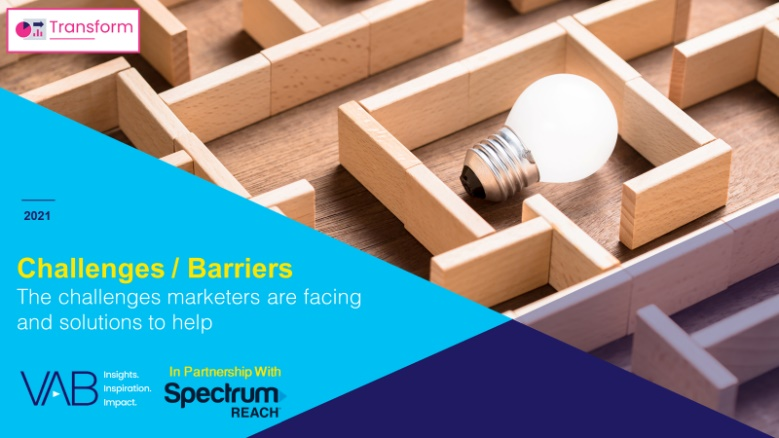 Transform
2021
Challenges / Barriers
The challenges marketers are facing
and solutions to help
VAB
Insights.
Inspiration.
Impact.
In Partnership With
Spectrum
REACH